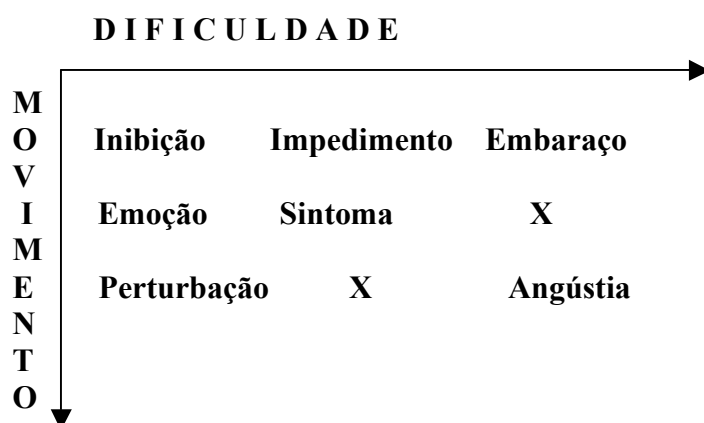 D I F I C U L D A D E
M
O
V
I
M
E
N
T
O
Inibição Impedimento Embaraço
Emoção Sintoma X
Perturbação X Angústia